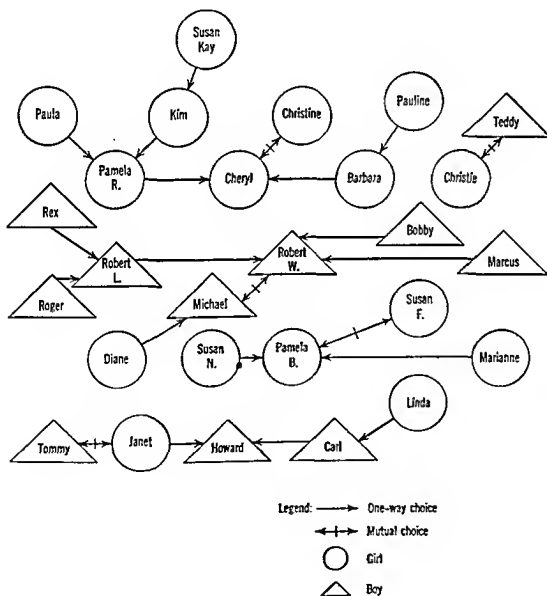 Susan
Kay
Paula
Kim
Christine
Pauline
Teddy
Pamela
R.
Cheryl
Barbara
Christie
Rex
Bobby
Robert
L.
Robert
W.
Marcus
Roger
Michael
Susan
F.
Diane
Susan
N.
Pamela
B.
Marianne
Linda
Tommy
Janet
Howard
Carl
Legend:
One-way choice
Mutual choice
Girl
Boy